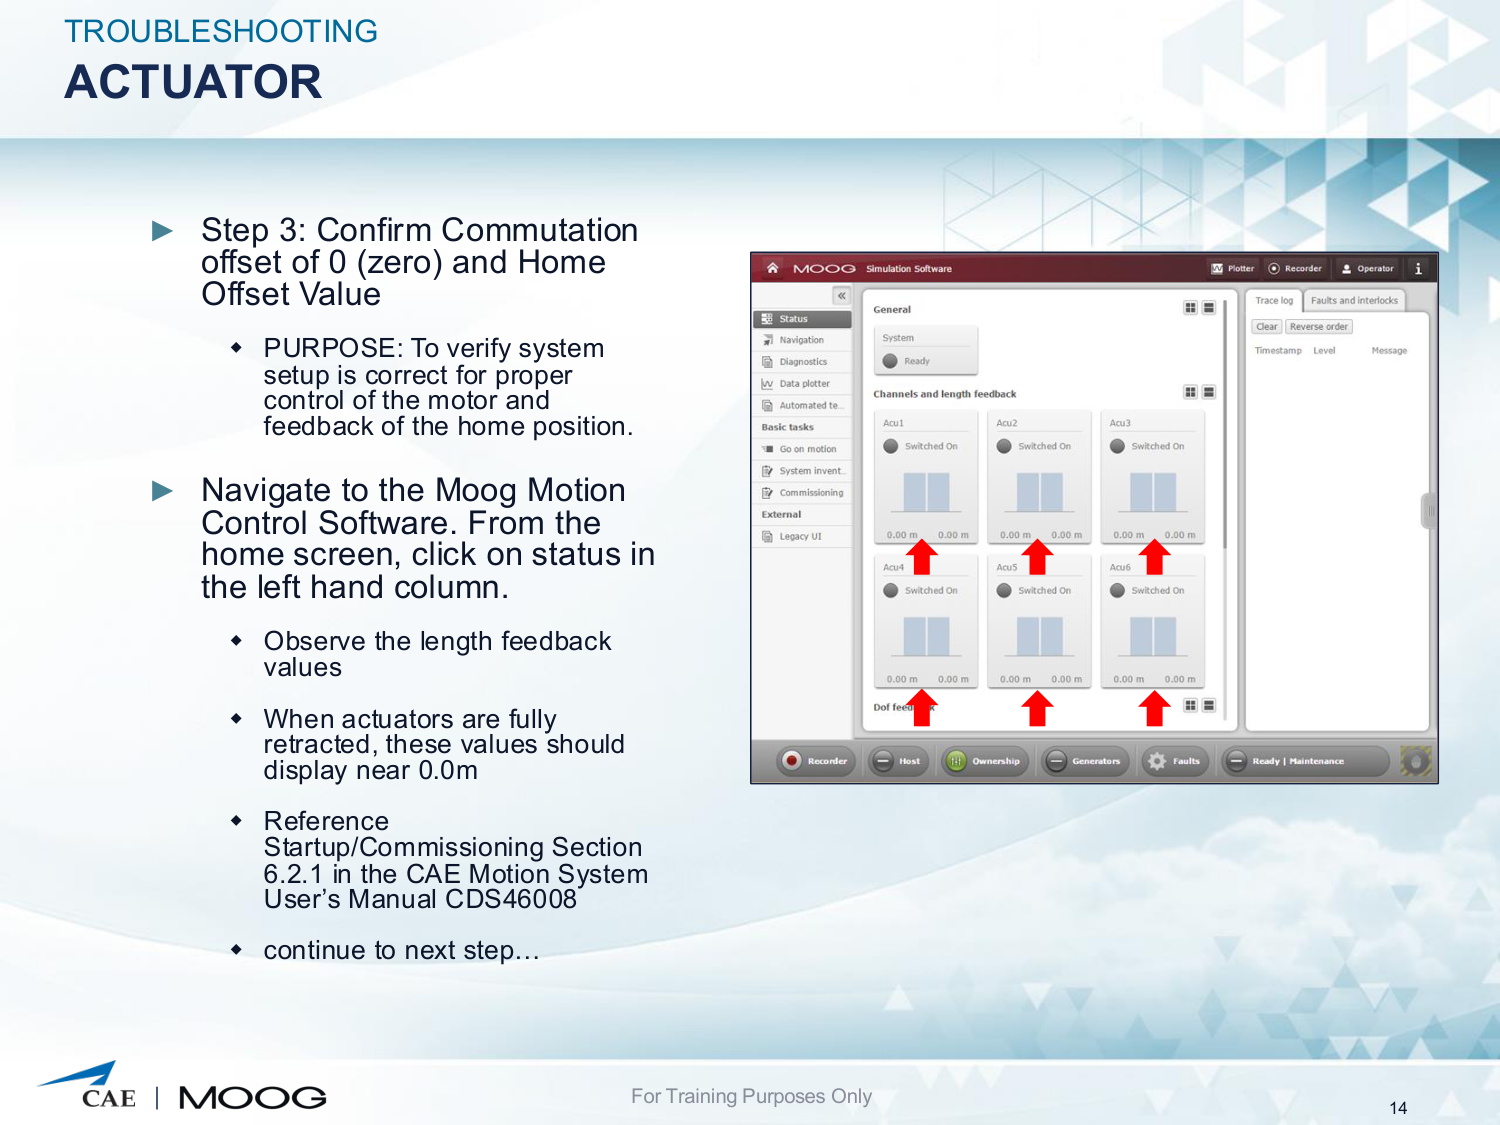 TROUBLESHOOTING
ACTUATOR
Step 3: Confirm Commutation
offset of 0 (zero) and Home
Offset Value
PURPOSE: To verify system
setup is correct for proper
control of the motor and
feedback of the home position.
Navigate to the Moog Motion
Control Software. From the
home screen, click on status in
the left hand column.
Observe the length feedback
values
When actuators are fully
retracted, these values should
display near 0.0m
Reference
Startup/Commissioning Section
6.2.1 in the CAE Motion System
User’s Manual CDS46008
continue to next step…
MOOG Simulation Software Plotter Recorder Operator i
«
Status
Navigation
Diagnostics
Data plotter
Automated te...
Basic tasks
Go on motion
System invent...
Commissioning
External
Legacy UI
General
System
Ready
Channels and length feedback
Acu1 Acu2 Acu3
Switched On Switched On Switched On
0.00 m 0.00 m 0.00 m 0.00 m 0.00 m 0.00 m
Acu4 Acu5 Acu6
Switched On Switched On Switched On
0.00 m 0.00 m 0.00 m 0.00 m 0.00 m 0.00 m
Dof
Trace log Faults and interlocks
Clear Reverse order
Timestamp Level Message
Recorder Host Ownership Generators Faults Ready | Maintenance
CAE | MOOG
For Training Purposes Only
14